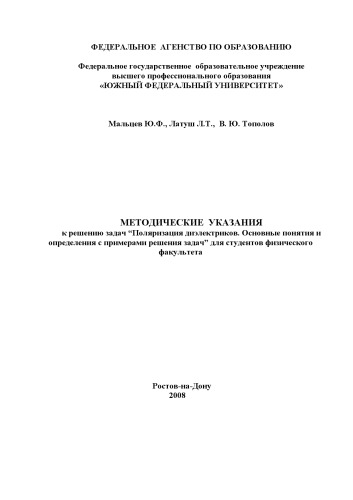 ФЕДЕРАЛЬНОЕ АГЕНСТВО ПО ОБРАЗОВАНИЮ
Федеральное государственное образовательное учреждение
высшего профессионального образования
«ЮЖНЫЙ ФЕДЕРАЛЬНЫЙ УНИВЕРСИТЕТ»
Мальцев Ю.Ф., Латуш Л.Т., В. Ю. Тополов
МЕТОДИЧЕСКИЕ УКАЗАНИЯ
к решению задач “Поляризация диэлектриков. Основные понятия и
определения с примерами решения задач” для студентов физического
факультета
Ростов-на-Дону
2008